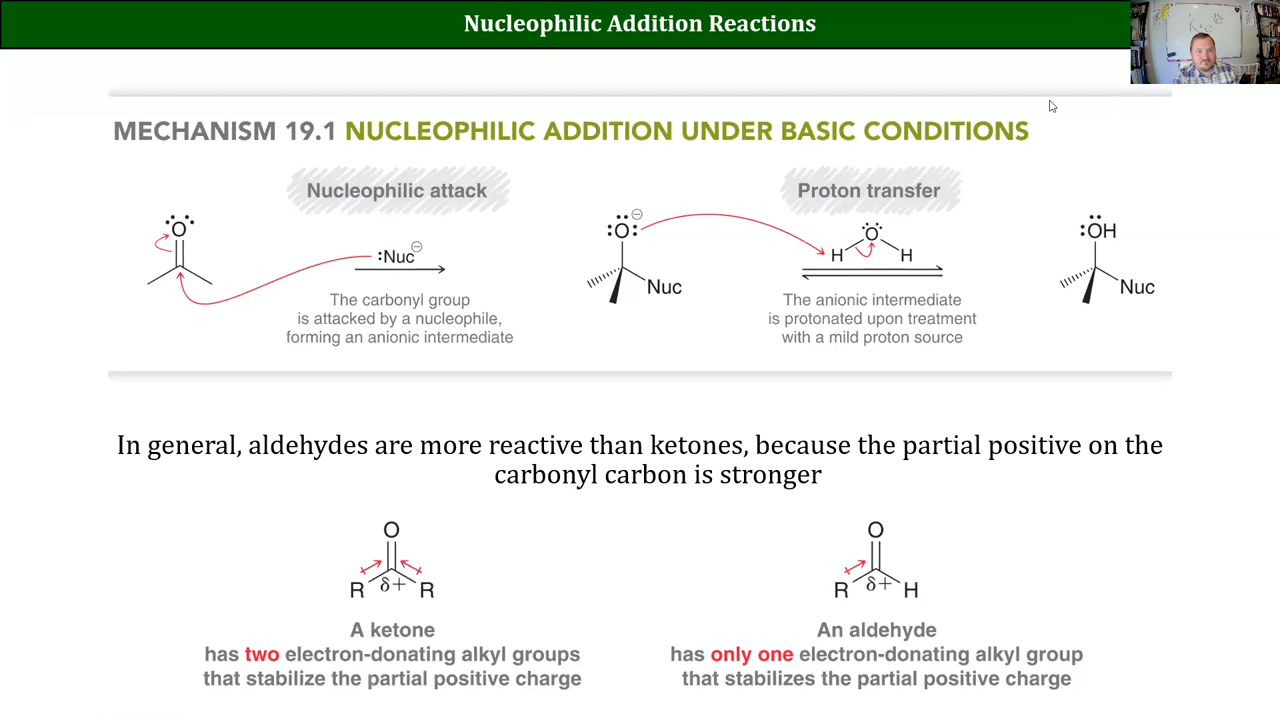 Nucleophilic Addition Reactions
MECHANISM 19.1 NUCLEOPHILIC ADDITION UNDER BASIC CONDITIONS
Nucleophilic attack
Proton transfer
O
:Nuc⊖
The carbonyl group
is attacked by a nucleophile,
forming an anionic intermediate
:O:⊖
Nuc
O
H H
The anionic intermediate
is protonated upon treatment
with a mild proton source
:OH
Nuc
In general, aldehydes are more reactive than ketones, because the partial positive on the
carbonyl carbon is stronger
O
R δ+ R
A ketone
has two electron-donating alkyl groups
that stabilize the partial positive charge
O
R δ+ H
An aldehyde
has only one electron-donating alkyl group
that stabilizes the partial positive charge